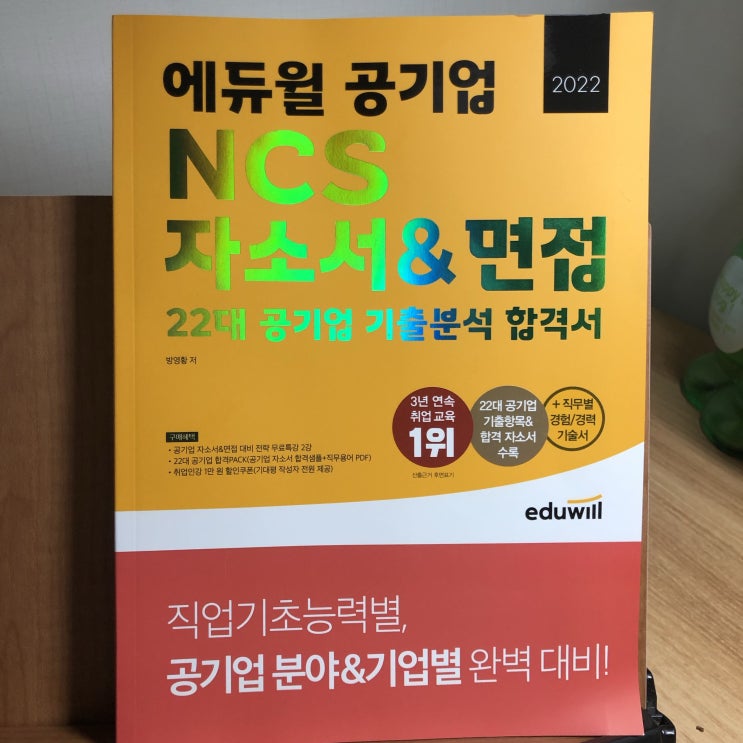 에듀윌 공기업
2022
NCS
자소서&면접
22대 공기업 기출분석 합격서
방영황 저
3년 연속
취업 교육
1위
산출근거 후면표기
22대 공기업
기출항목&
합격 자소서
수록
+ 직무별
경험/경력
기술서
구매혜택
• 공기업 자소서&면접 대비 전략 무료특강 2강
• 22대 공기업 합격PACK(공기업 자소서 합격샘플+직무용어 PDF)
• 취업인강 1만 원 할인쿠폰(기대평 작성자 전원 제공)
eduwill
직업기초능력별,
공기업 분야&기업별 완벽 대비!